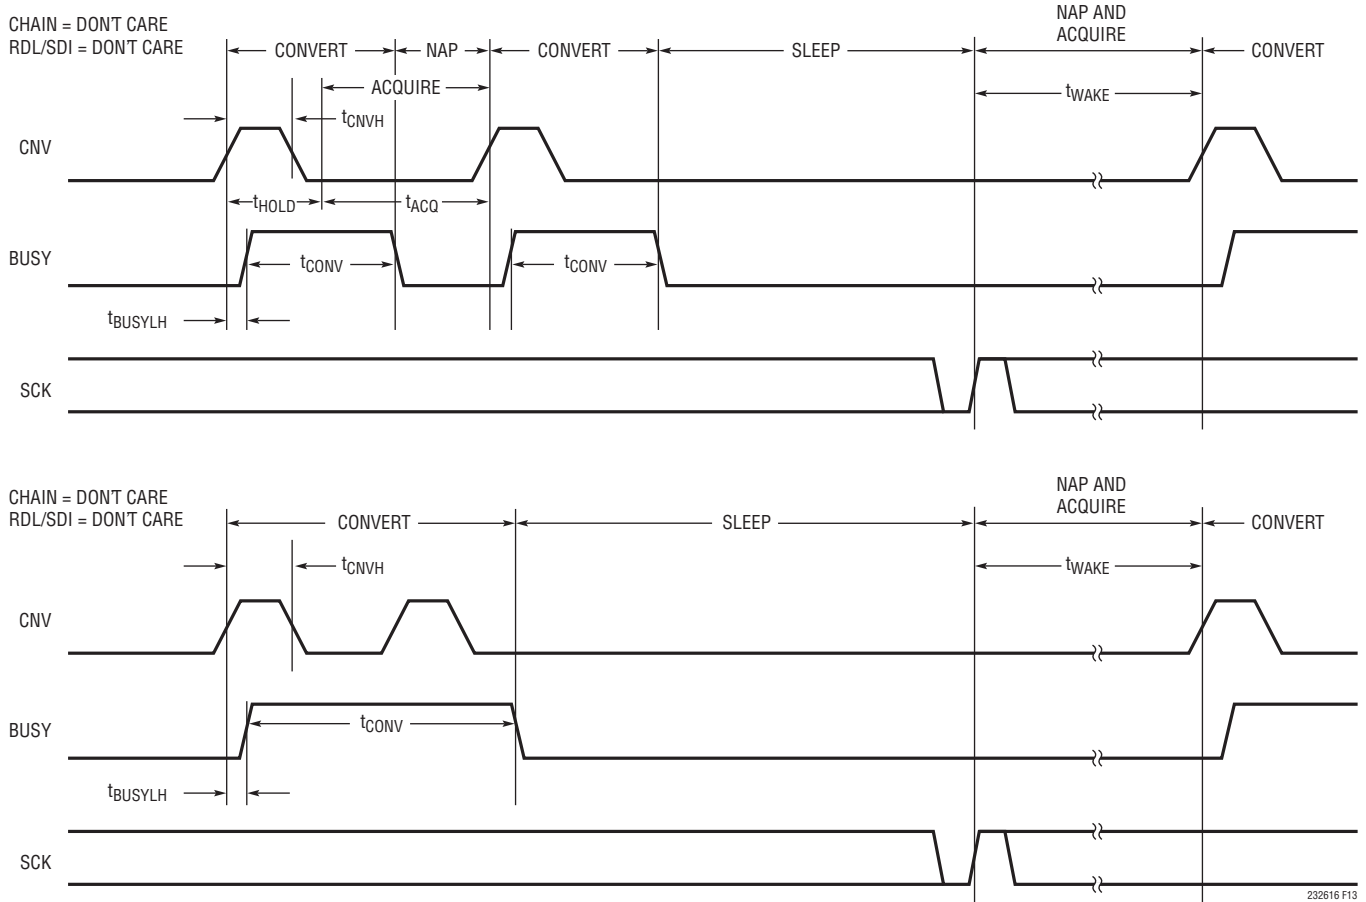 CHAIN = DON'T CARE
RDL/SDI = DON'T CARE
NAP AND
ACQUIRE
CONVERT
NAP
CONVERT
SLEEP
CONVERT
ACQUIRE
tWAKE
tCNVH
CNV
tHOLD
tACQ
BUSY
tCONV
tCONV
tBUSYLH
SCK
CHAIN = DON'T CARE
RDL/SDI = DON'T CARE
NAP AND
ACQUIRE
CONVERT
SLEEP
CONVERT
tCNVH
tWAKE
CNV
BUSY
tCONV
tBUSYLH
SCK
232616 F13